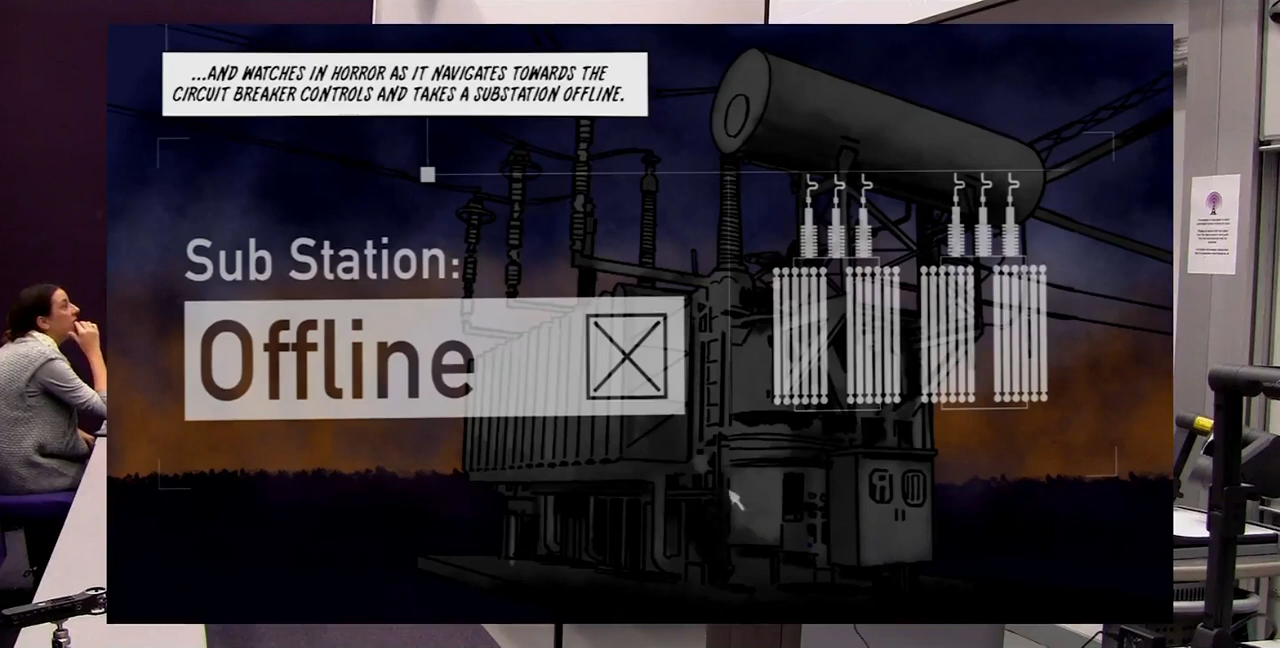 ...AND WATCHES IN HORROR AS IT NAVIGATES TOWARDS THE
CIRCUIT BREAKER CONTROLS AND TAKES A SUBSTATION OFFLINE.
Sub Station:
Offline